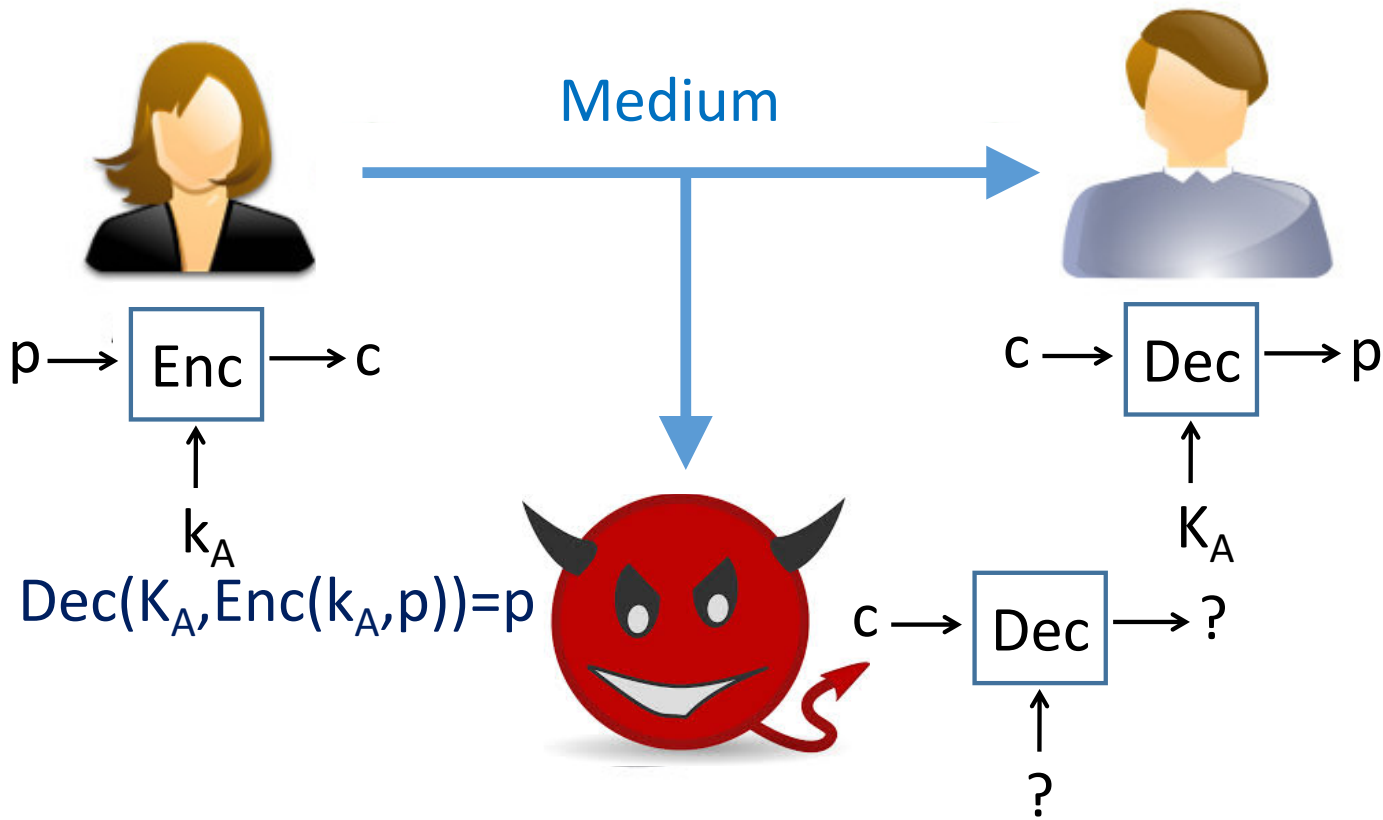 Medium
p Enc c
k_A
c Dec p
K_A
Dec(K_A,Enc(k_A,p))=p
c Dec ?
?